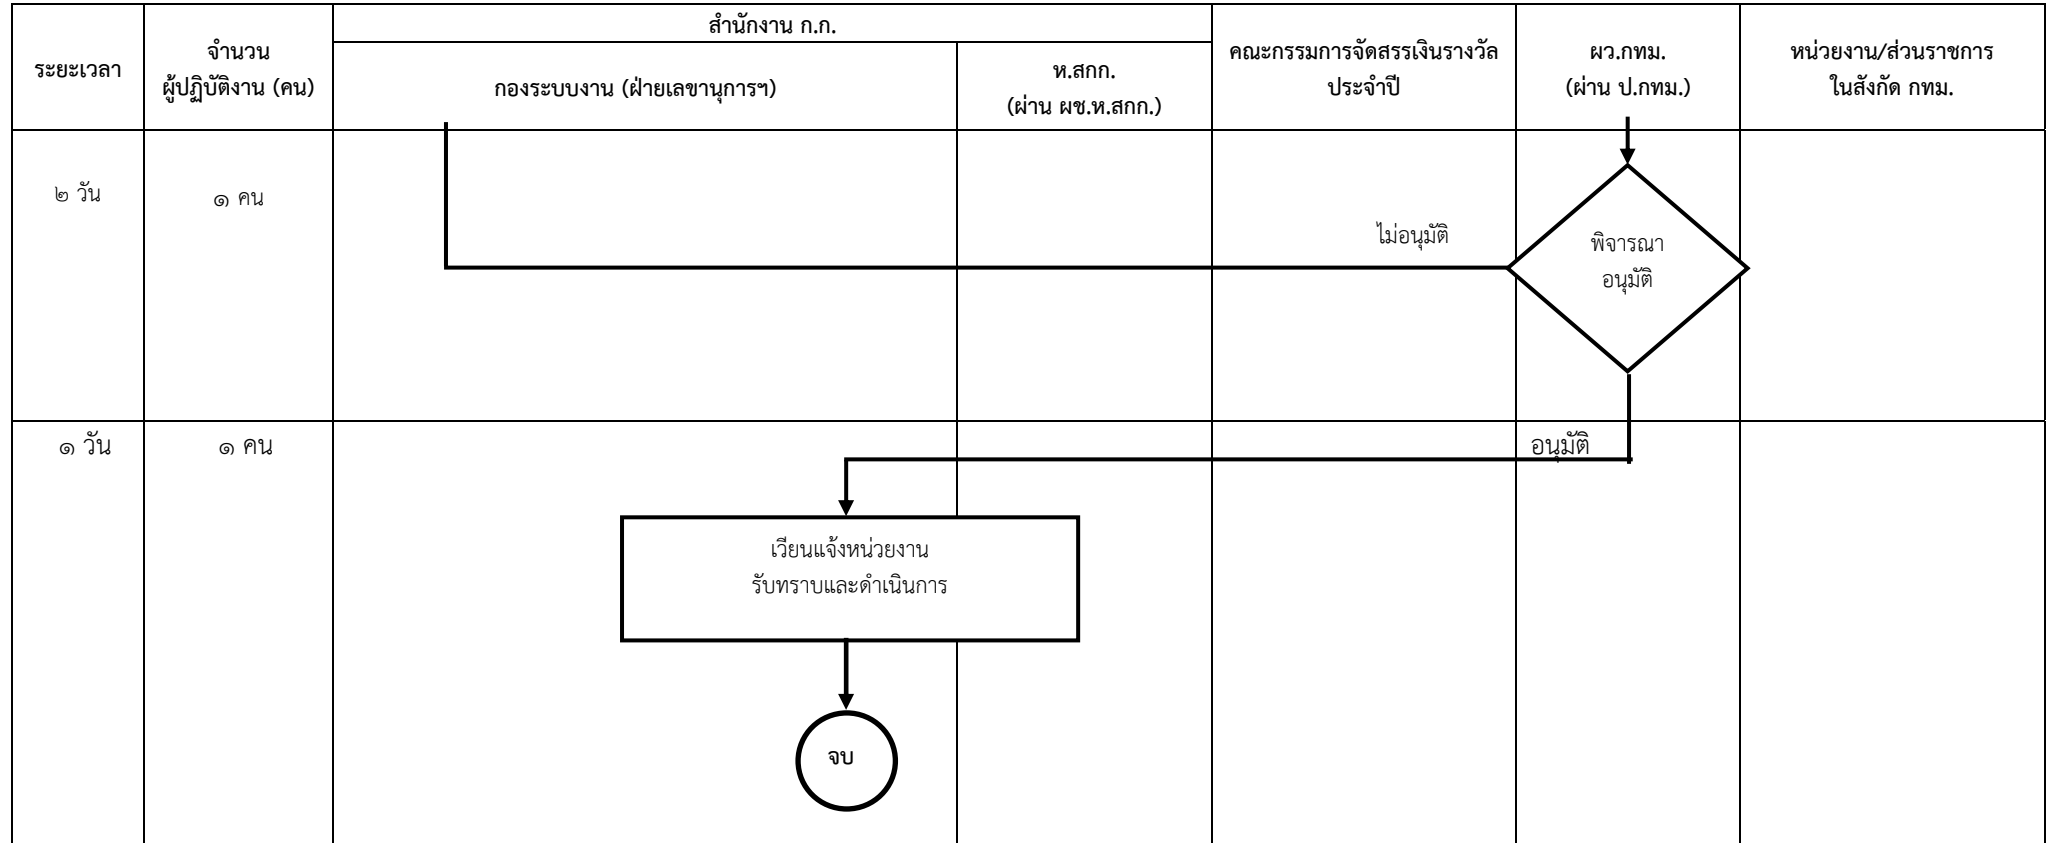 ระยะเวลา
จำนวน
ผู้ปฏิบัติงาน (คน)
สำนักงาน ก.ก.
กองระบบงาน (ฝ่ายเลขานุการฯ)
ห.สกก.
(ผ่าน ผช.ห.สกก.)
คณะกรรมการจัดสรรเงินรางวัล
ประจำปี
ผว.กทม.
(ผ่าน ป.กทม.)
หน่วยงาน/ส่วนราชการ
ในสังกัด กทม.
๒ วัน
๑ คน
ไม่อนุมัติ
พิจารณา
อนุมัติ
๑ วัน
๑ คน
อนุมัติ
เวียนแจ้งหน่วยงาน
รับทราบและดำเนินการ
จบ